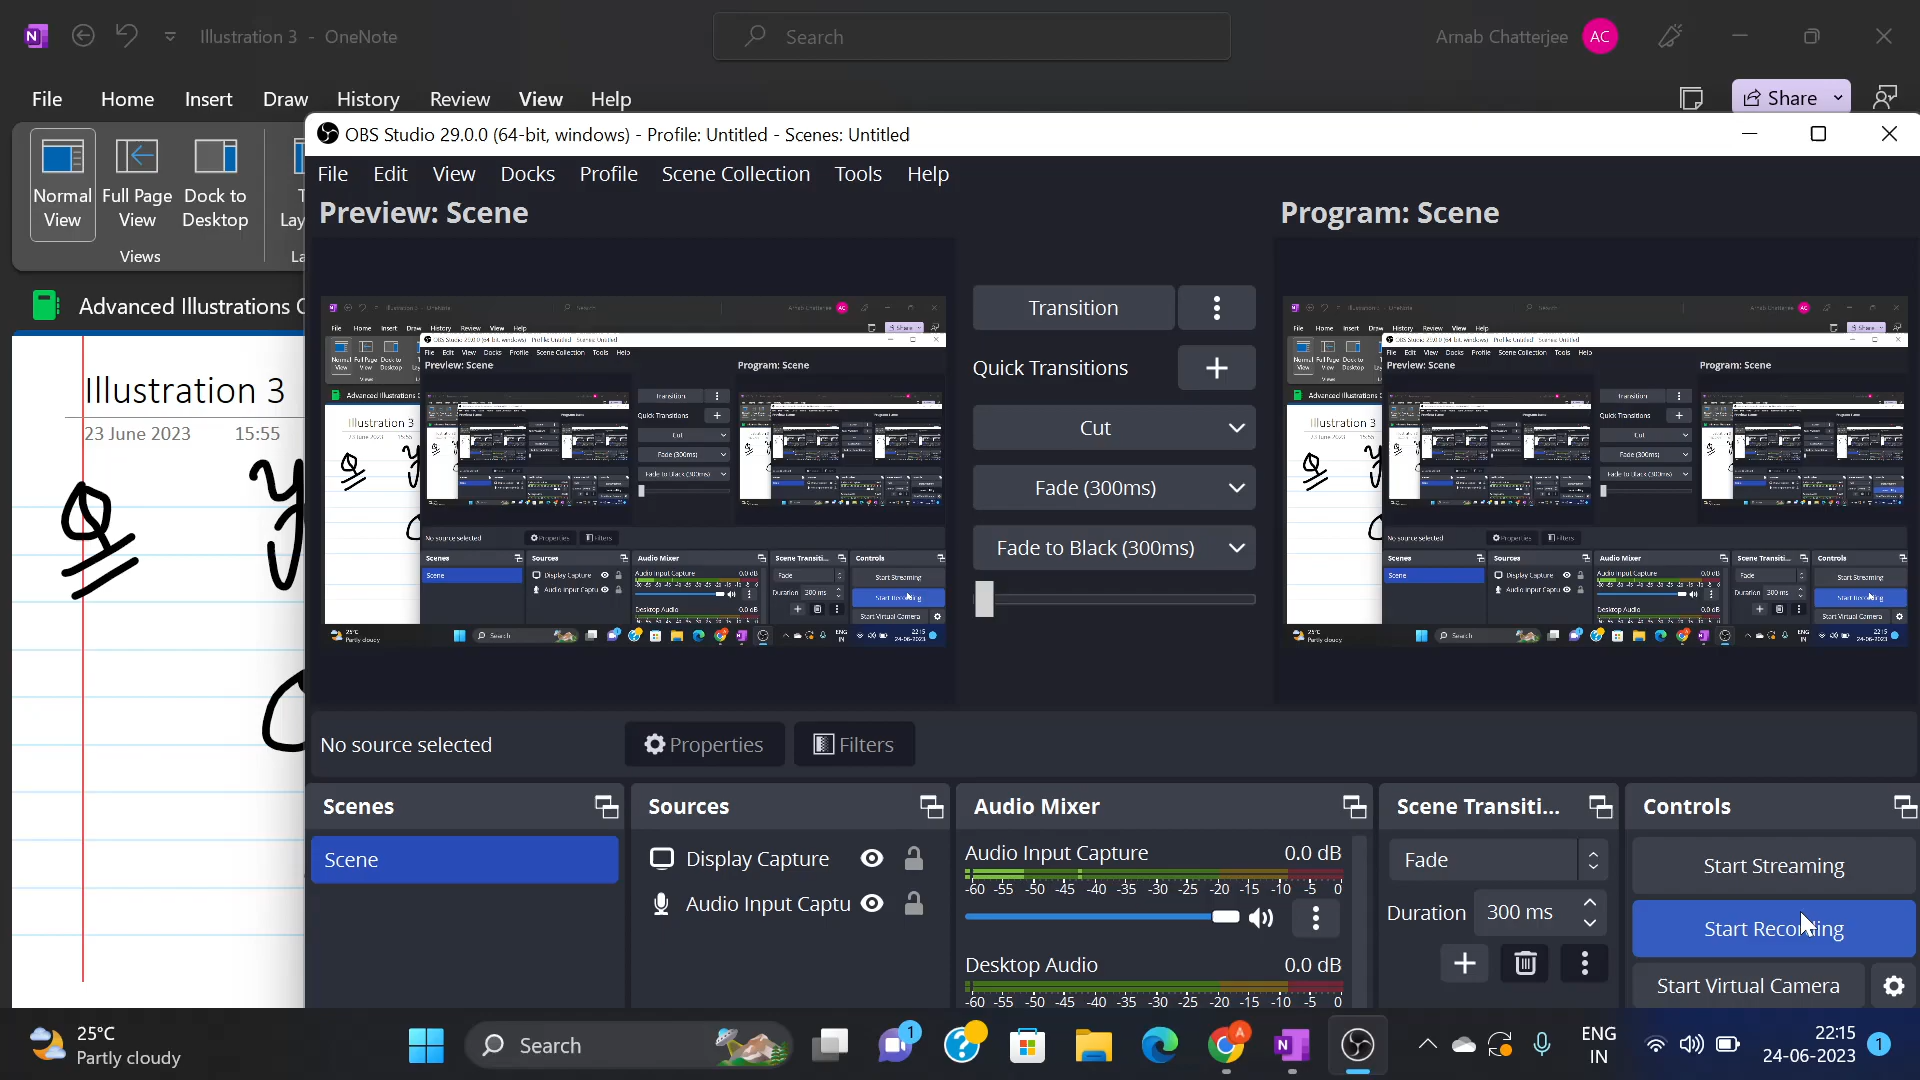 Illustration 3 - OneNote
Search
Arnab Chatterjee
AC
File Home Insert Draw History Review View Help
Share
Normal View
Full Page View
Dock to Desktop
Views
Advanced Illustrations
Illustration 3
23 June 2023 15:55
Q
OBS Studio 29.0.0 (64-bit, windows) - Profile: Untitled - Scenes: Untitled
File Edit View Docks Profile Scene Collection Tools Help
Preview: Scene
Program: Scene
Transition
Quick Transitions
Cut
Fade (300ms)
Fade to Black (300ms)
No source selected
Properties
Filters
Scenes
Scene
Sources
Display Capture
Audio Input Captu
Audio Mixer
Audio Input Capture 0.0 dB
-60 -55 -50 -45 -40 -35 -30 -25 -20 -15 -10 -5 0
Desktop Audio 0.0 dB
-60 -55 -50 -45 -40 -35 -30 -25 -20 -15 -10 -5 0
Scene Transiti...
Fade
Duration 300 ms
Controls
Start Streaming
Start Recording
Start Virtual Camera
25°C
Partly cloudy
Search
1
A
ENG
IN
22:15
24-06-2023
1